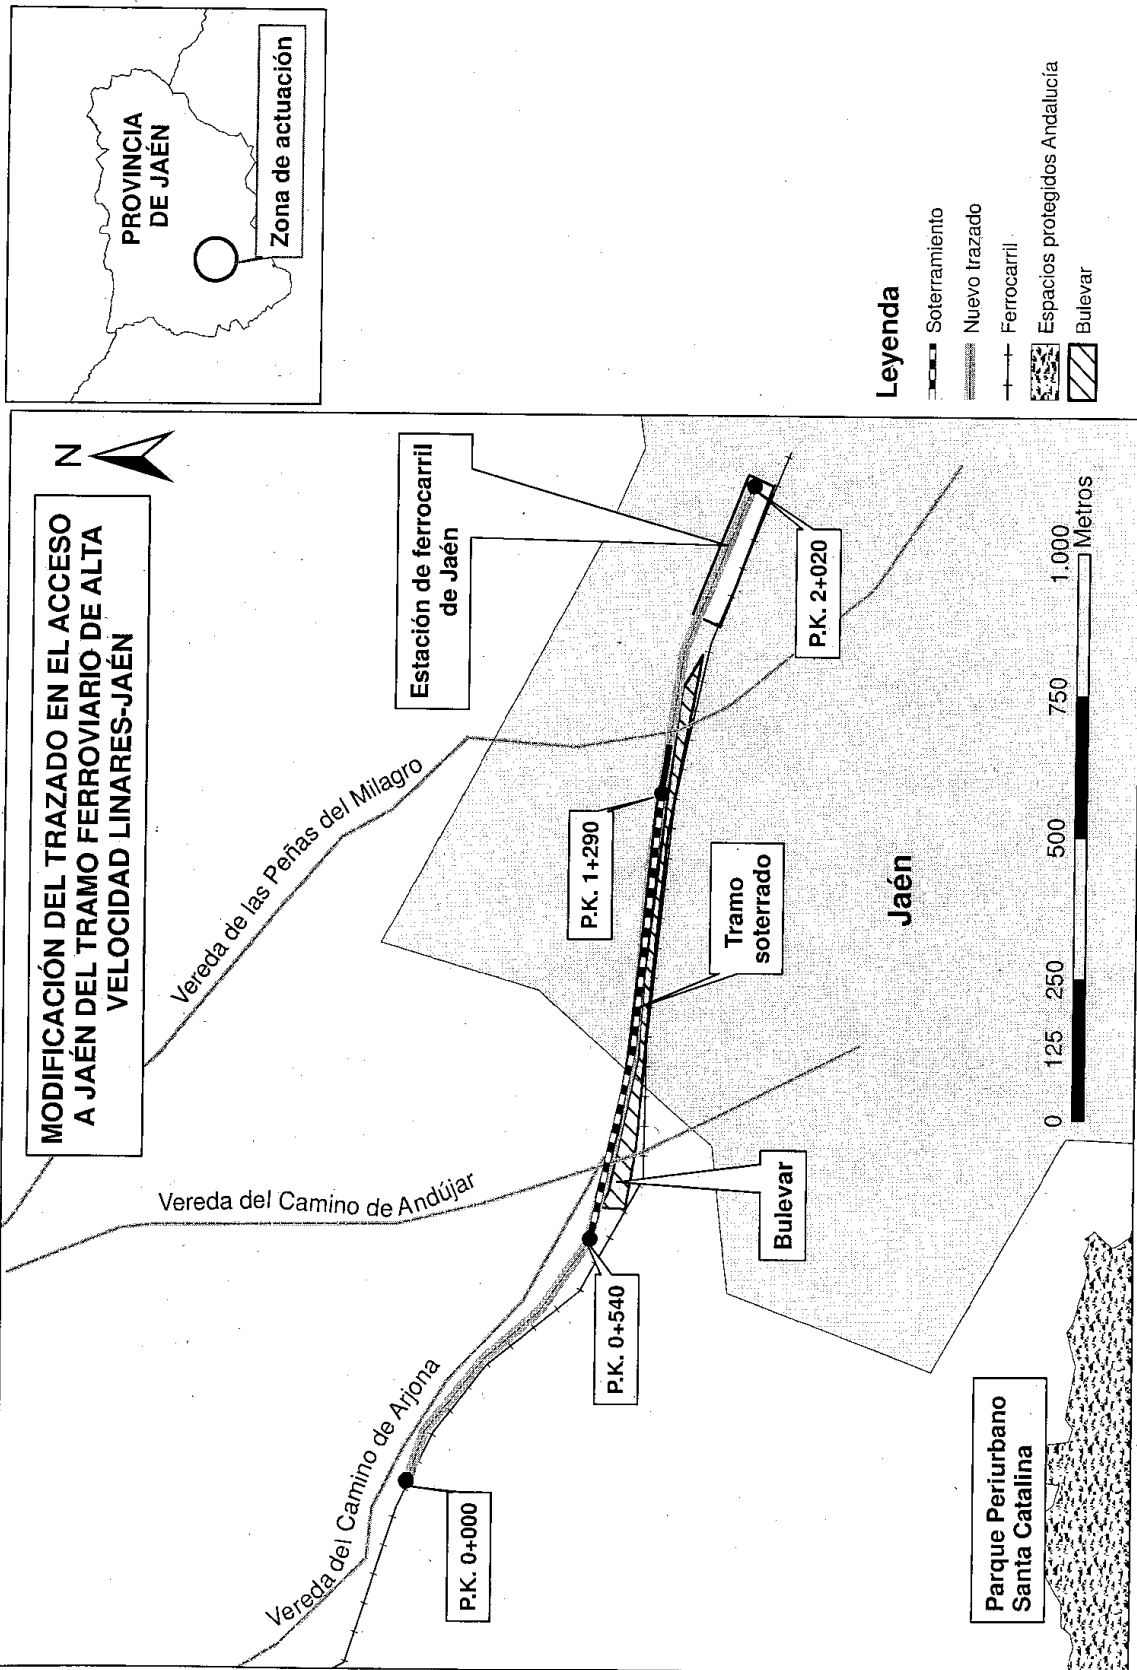 MODIFICACIÓN DEL TRAZADO EN EL ACCESO
A JAÉN DEL TRAMO FERROVIARIO DE ALTA
VELOCIDAD LINARES-JAÉN
N
PROVINCIA
DE JAÉN
Zona de actuación
Vereda de las Peñas del Milagro
Vereda del Camino de Andújar
Vereda del Camino de Arjona
Estación de ferrocarril
de Jaén
P.K. 0+000
P.K. 0+540
P.K. 1+290
P.K. 2+020
Bulevar
Tramo
soterrado
Jaén
Parque Periurbano
Santa Catalina
0 125 250 500 750 1.000
Metros
Leyenda
Soterramiento
Nuevo trazado
Ferrocarril
Espacios protegidos Andalucía
Bulevar